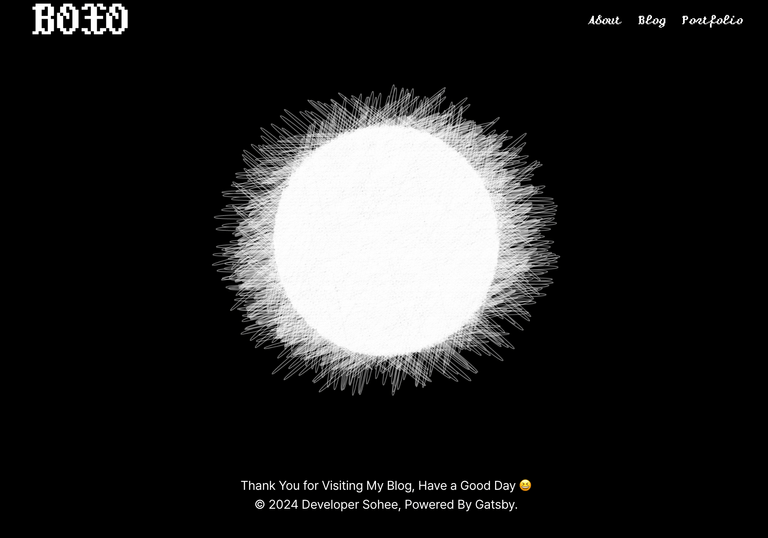 BOXO
About Blog Portfolio
Thank You for Visiting My Blog, Have a Good Day 😀
© 2024 Developer Sohee, Powered By Gatsby.